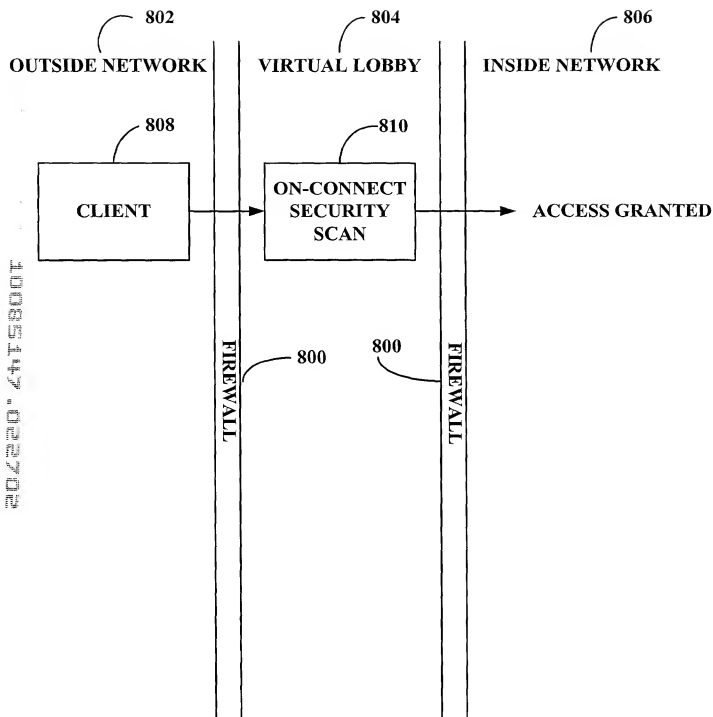 802
804
806
OUTSIDE NETWORK
VIRTUAL LOBBY
INSIDE NETWORK
808
810
CLIENT
ON-CONNECT
SECURITY
SCAN
ACCESS GRANTED
FIREWALL
800
800
FIREWALL
10085147.022702